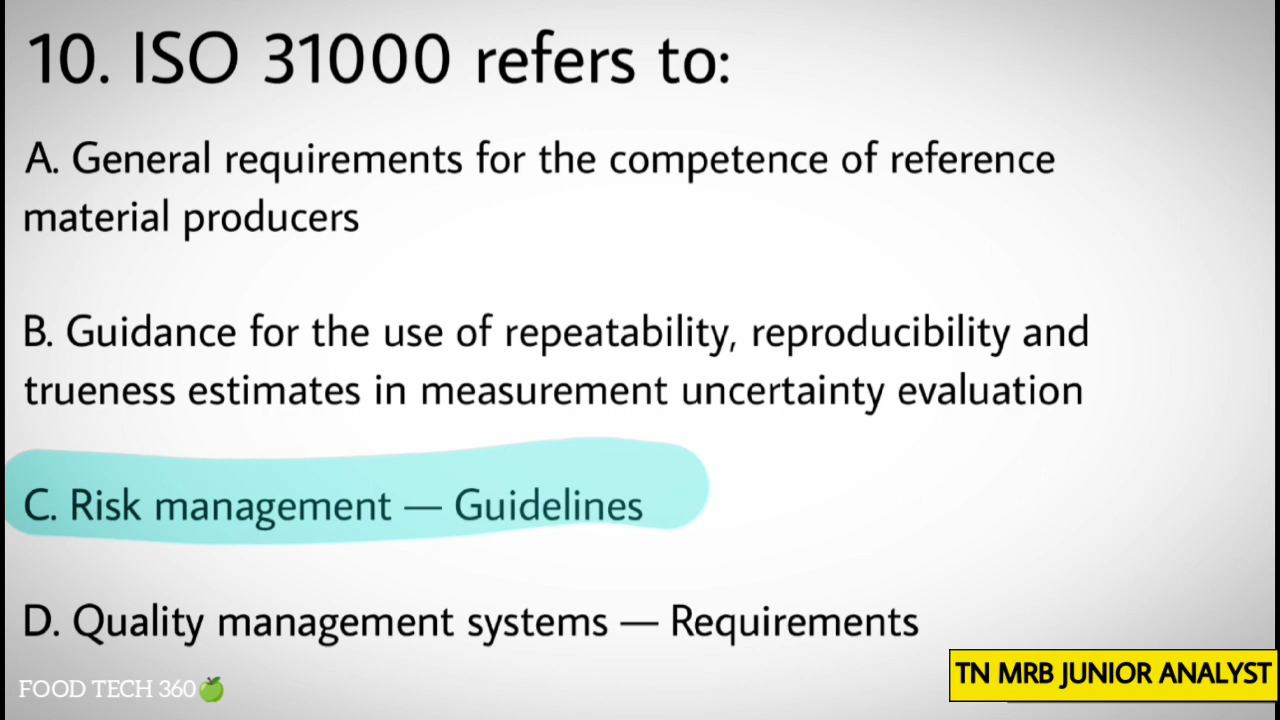 10. ISO 31000 refers to:
A. General requirements for the competence of reference
material producers
B. Guidance for the use of repeatability, reproducibility and
trueness estimates in measurement uncertainty evaluation
C. Risk management — Guidelines
D. Quality management systems — Requirements
TN MRB JUNIOR ANALYST
FOOD TECH 360🍏